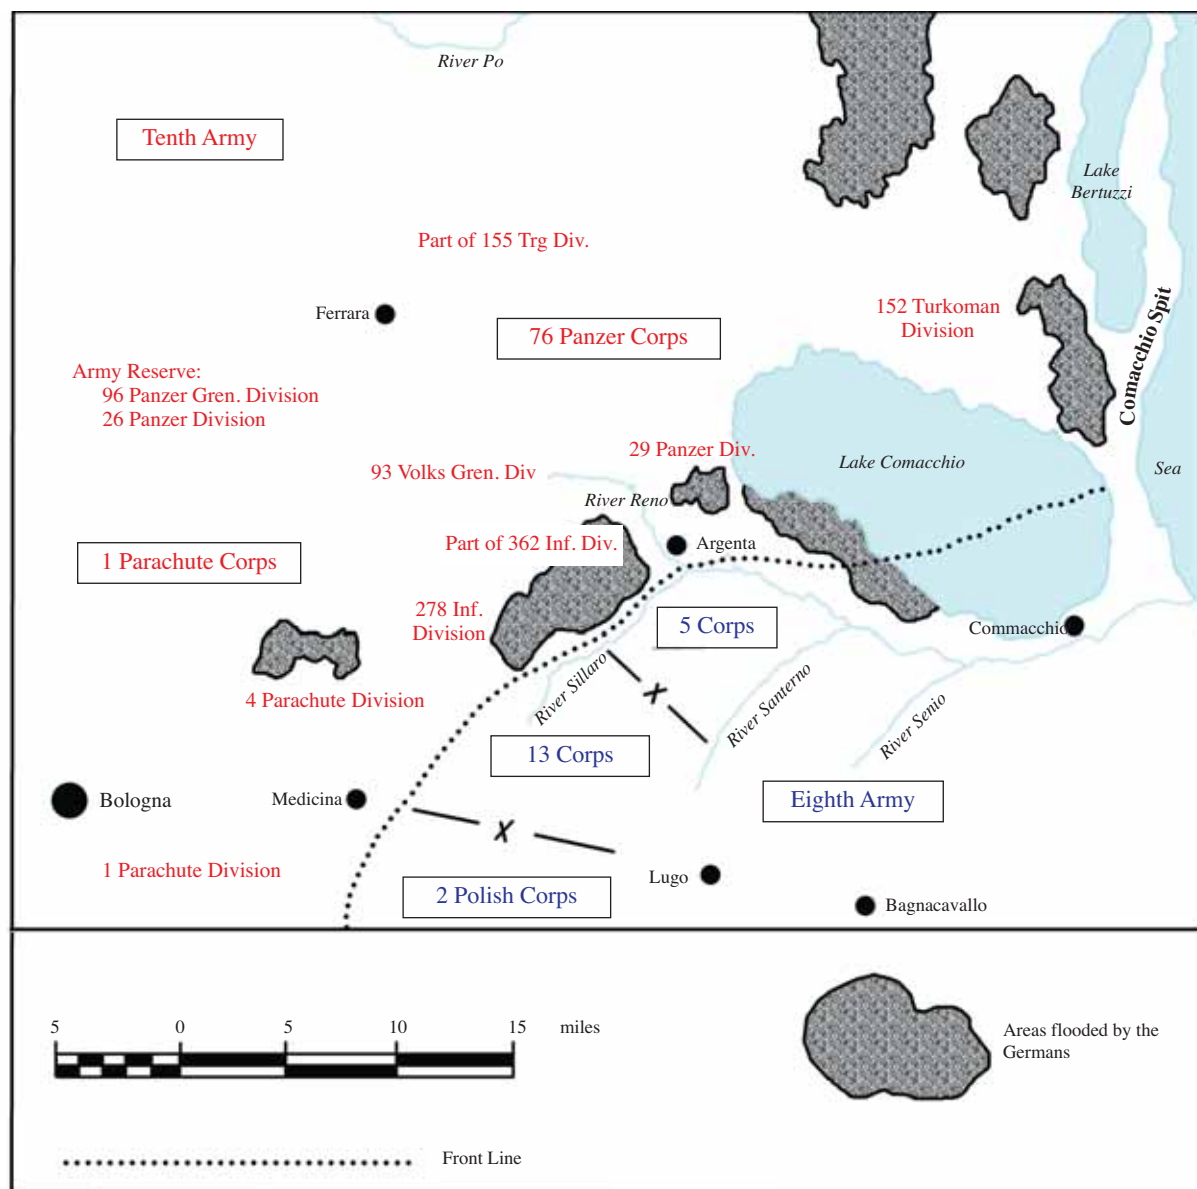 River Po
Tenth Army
Lake
Bertuzzi
Part of 155 Trg Div.
Ferrara
152 Turkoman
Division
76 Panzer Corps
Comacchio Spit
Army Reserve:
96 Panzer Gren. Division
26 Panzer Division
29 Panzer Div.
Lake Comacchio
Sea
93 Volks Gren. Div
River Reno
Part of 362 Inf. Div.
Argenta
1 Parachute Corps
278 Inf.
Division
5 Corps
Commacchio
4 Parachute Division
River Sillaro
X
River Santerno
River Senio
13 Corps
Bologna
Medicina
Eighth Army
X
1 Parachute Division
Lugo
2 Polish Corps
Bagnacavallo
5 0 5 10 15 miles
Areas flooded by the
Germans
Front Line